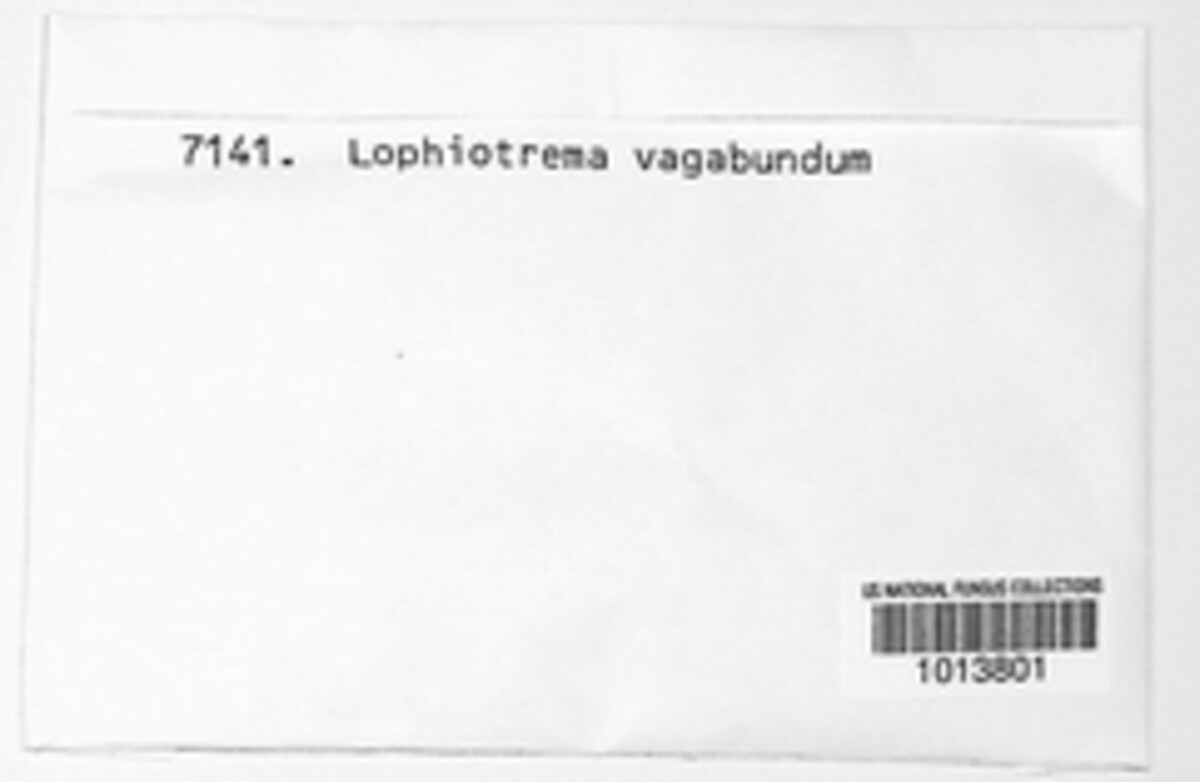 7141. Lophiotrema vagabundum
US NATIONAL FUNGUS COLLECTIONS
1013801